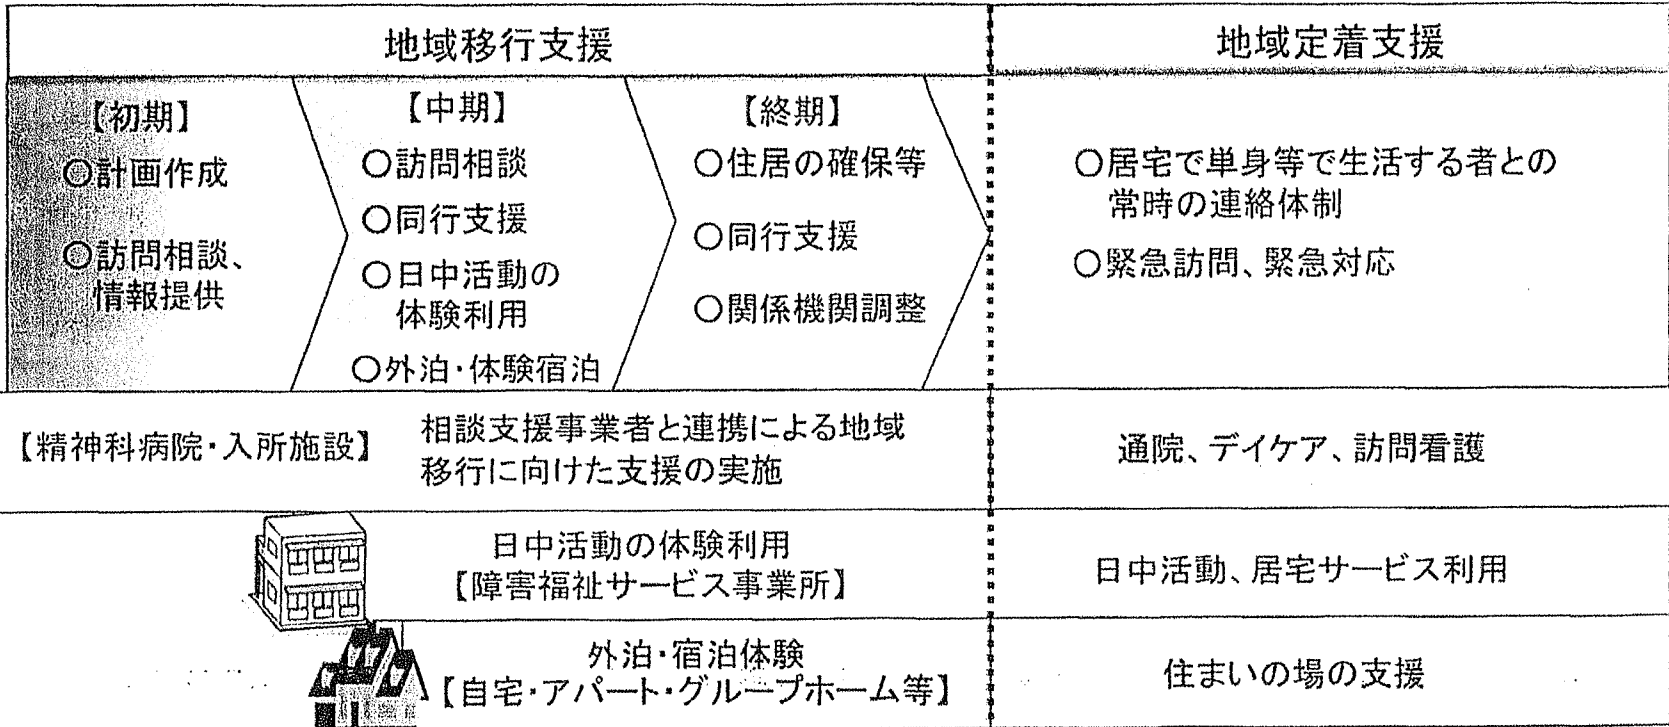 地域移行支援
地域定着支援
【初期】
○計画作成
○訪問相談、
情報提供
【中期】
○訪問相談
○同行支援
○日中活動の
体験利用
○外泊・体験宿泊
【終期】
○住居の確保等
○同行支援
○関係機関調整
○居宅で単身等で生活する者との
常時の連絡体制
○緊急訪問、緊急対応
【精神科病院・入所施設】
相談支援事業者と連携による地域
移行に向けた支援の実施
通院、デイケア、訪問看護
日中活動の体験利用
【障害福祉サービス事業所】
日中活動、居宅サービス利用
外泊・宿泊体験
【自宅・アパート・グループホーム等】
住まいの場の支援